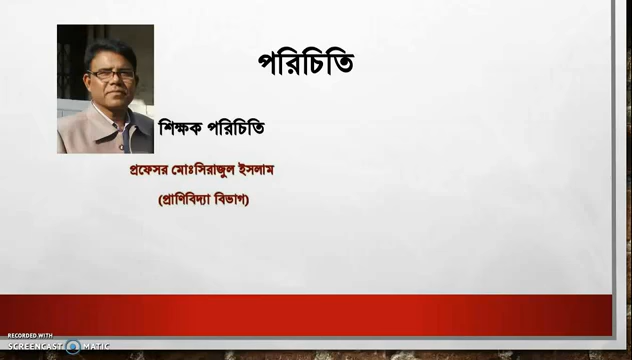 পরিচিতি
শিক্ষক পরিচিতি
প্রফেসর মোঃসিরাজুল ইসলাম
(প্রাণিবিদ্যা বিভাগ)
RECORDED WITH
SCREENCAST MATIC